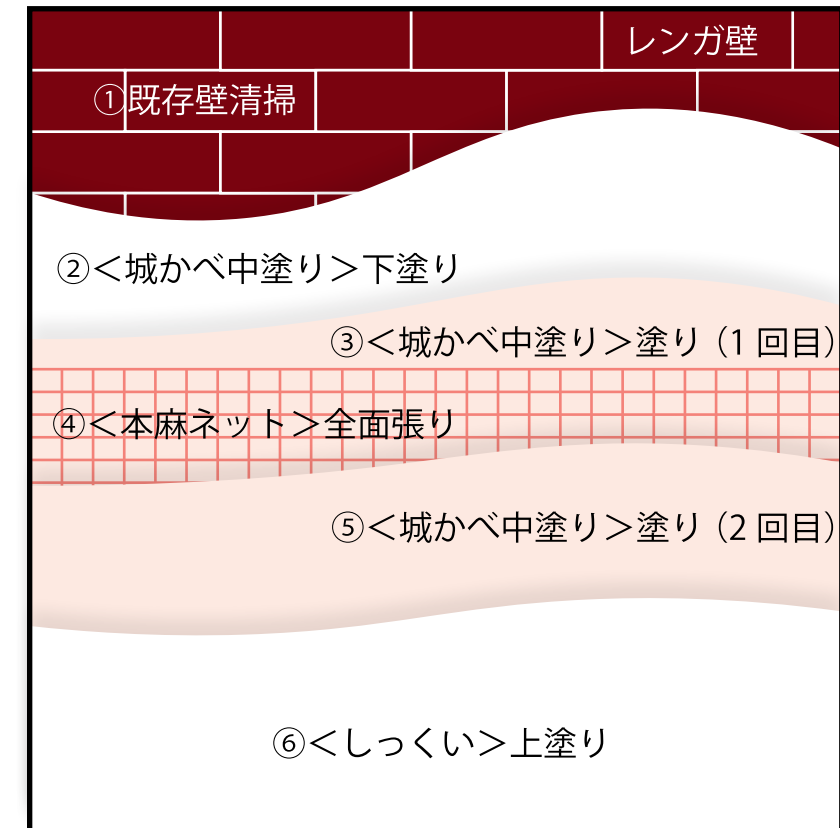 レンガ壁
①既存壁清掃
②＜城かべ中塗り＞下塗り
③＜城かべ中塗り＞塗り（1回目）
④＜本麻ネット＞全面張り
⑤＜城かべ中塗り＞塗り（2回目）
⑥＜しっくい＞上塗り